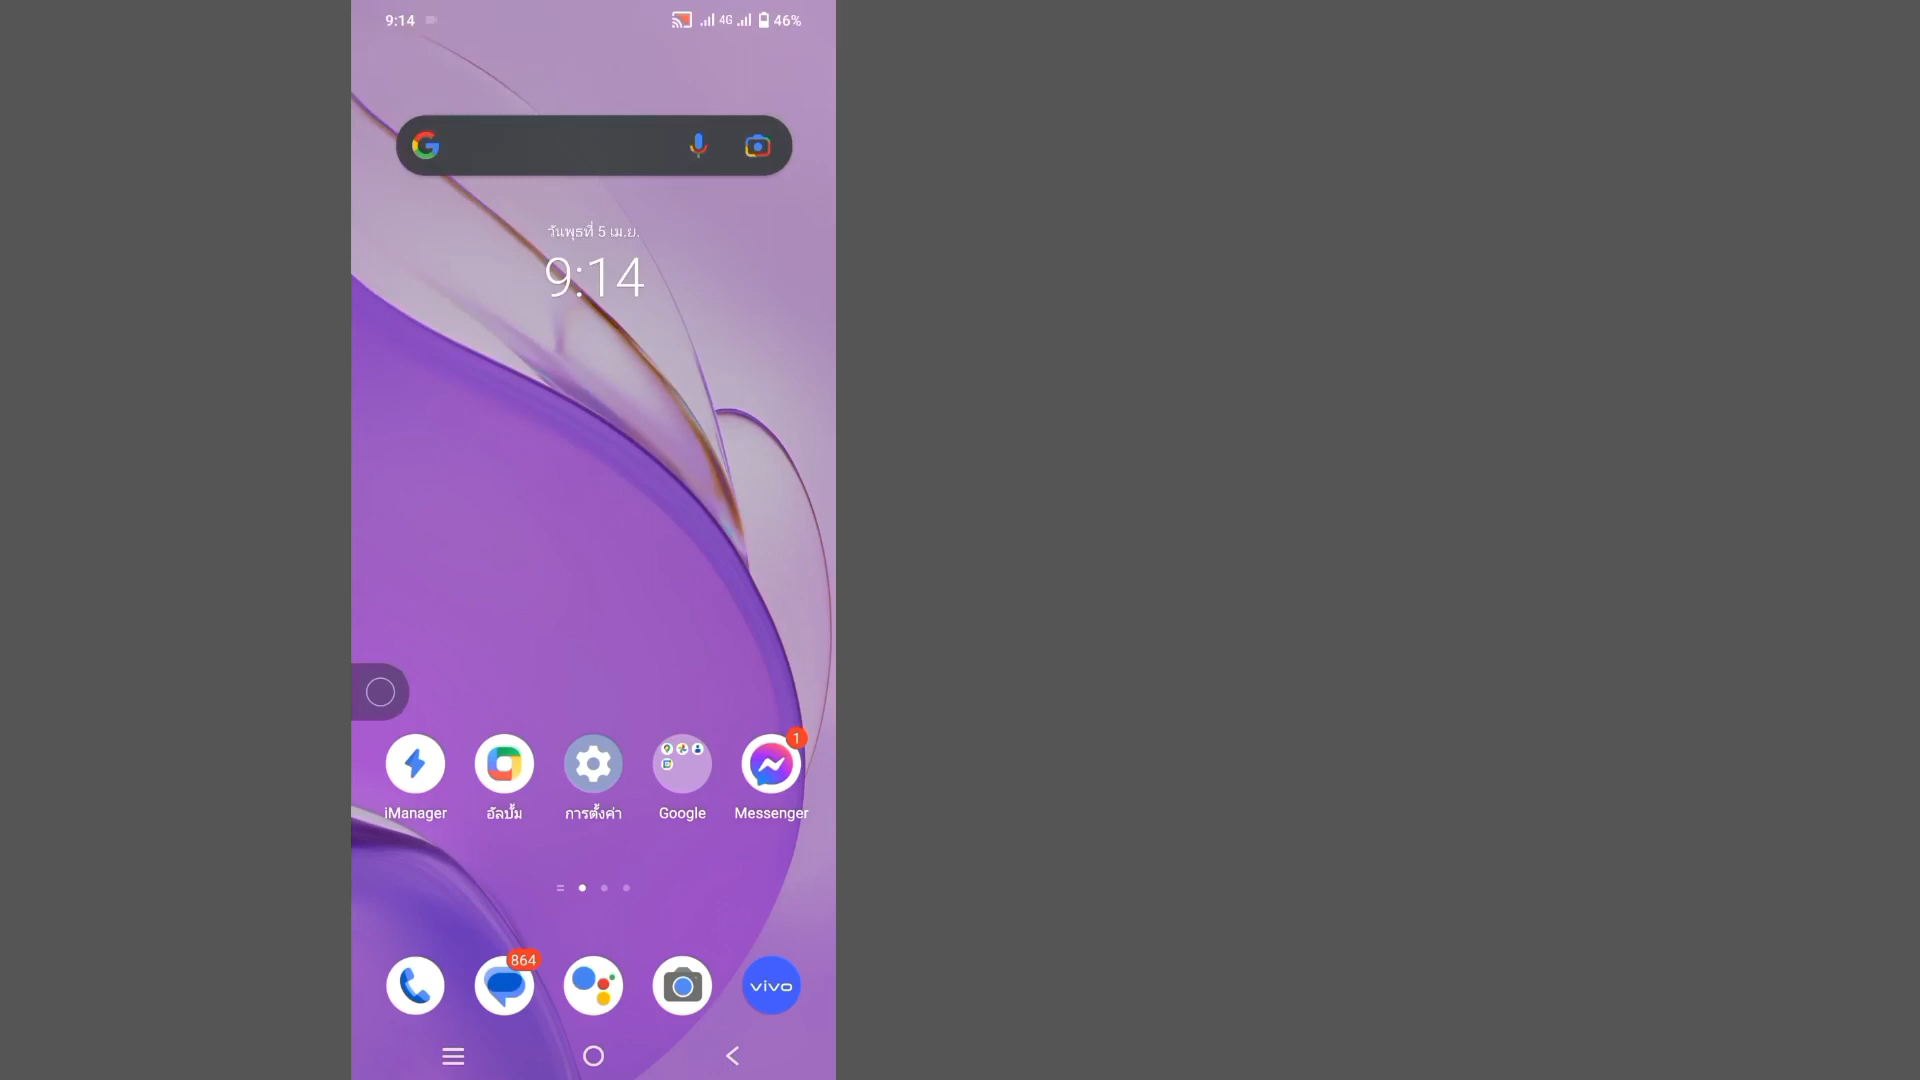 9:14
4G
46%
วันพุธที่ 5 เม.ย.
9:14
1
iManager
อัลบั้ม
การตั้งค่า
Google
Messenger
864
vivo